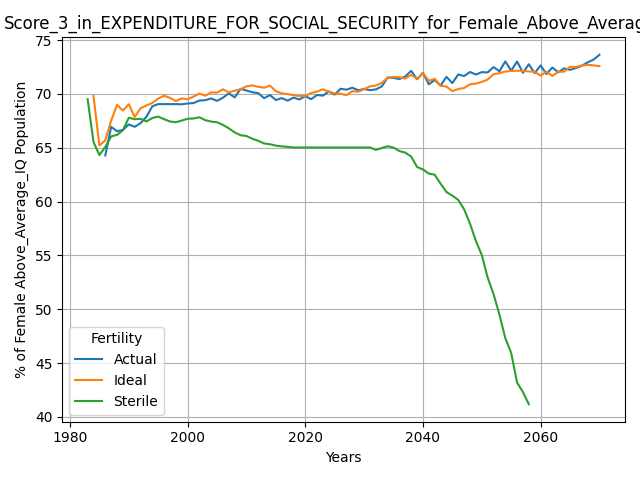 Score_3_in_EXPENDITURE_FOR_SOCIAL_SECURITY_for_Female_Above_Averag
% of Female Above_Average_IQ Population
75
70
65
60
55
50
45
40
Fertility
Actual
Ideal
Sterile
1980
2000
2020
2040
2060
Years